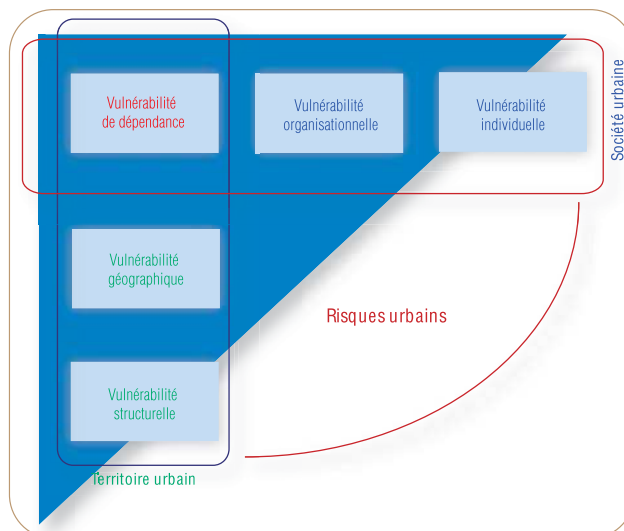 Vulnérabilité
de dépendance
Vulnérabilité
organisationnelle
Vulnérabilité
individuelle
Société urbaine
Vulnérabilité
géographique
Risques urbains
Vulnérabilité
structurelle
Territoire urbain